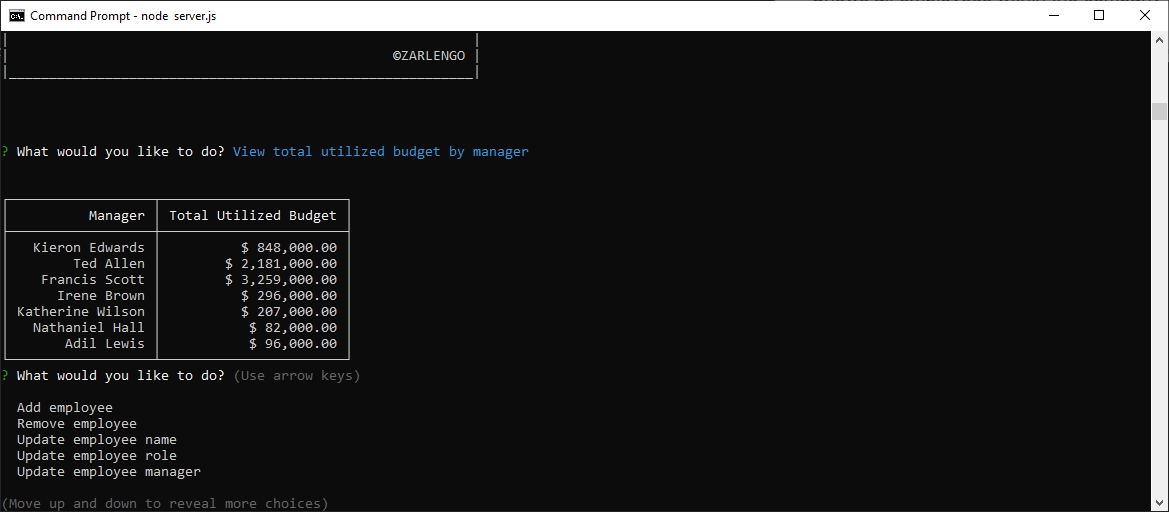 Command Prompt - node  server.js
©ZARLENGO
? What would you like to do? View total utilized budget by manager
Manager Total Utilized Budget
Kieron Edwards $ 848,000.00
Ted Allen $ 2,181,000.00
Francis Scott $ 3,259,000.00
Irene Brown $ 296,000.00
Katherine Wilson $ 207,000.00
Nathaniel Hall $ 82,000.00
Adil Lewis $ 96,000.00
? What would you like to do? (Use arrow keys)
Add employee
Remove employee
Update employee name
Update employee role
Update employee manager
(Move up and down to reveal more choices)